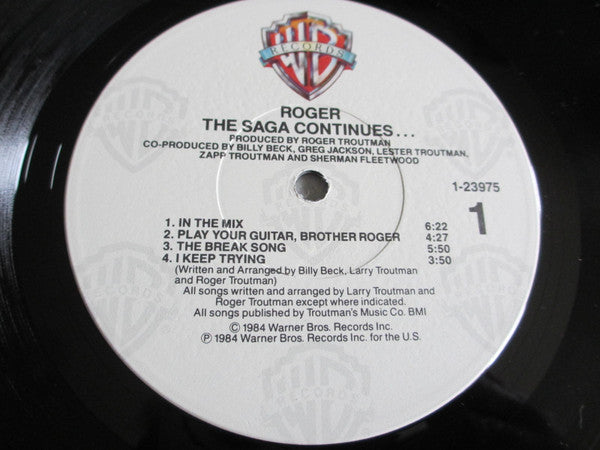 WB
RECORDS
ROGER
THE SAGA CONTINUES...
PRODUCED BY ROGER TROUTMAN
CO-PRODUCED BY BILLY BECK, GREG JACKSON, LESTER TROUTMAN,
ZAPP TROUTMAN AND SHERMAN FLEETWOOD
1-23975
1
1. IN THE MIX 6:22
2. PLAY YOUR GUITAR, BROTHER ROGER 4:27
3. THE BREAK SONG 5:50
4. I KEEP TRYING 3:50
(Written and Arranged by Billy Beck, Larry Troutman
and Roger Troutman)
All songs written and arranged by Larry Troutman and
Roger Troutman except where indicated.
All songs published by Troutman's Music Co. BMI
© 1984 Warner Bros. Records Inc.
℗ 1984 Warner Bros. Records Inc. for the U.S.